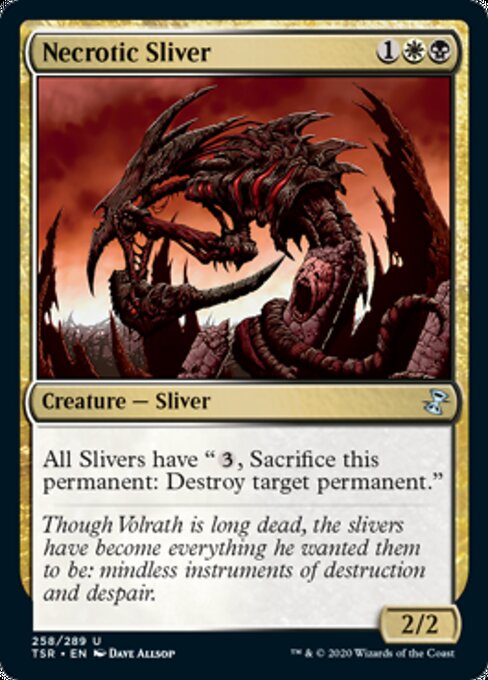 Necrotic Sliver 1
Creature — Sliver
All Slivers have “ 3, Sacrifice this
permanent: Destroy target permanent.”
Though Volrath is long dead, the slivers
have become everything he wanted them
to be: mindless instruments of destruction
and despair.
2/2
258/289 U
TSR • EN Dave Allsop
™ & © 2020 Wizards of the Coast